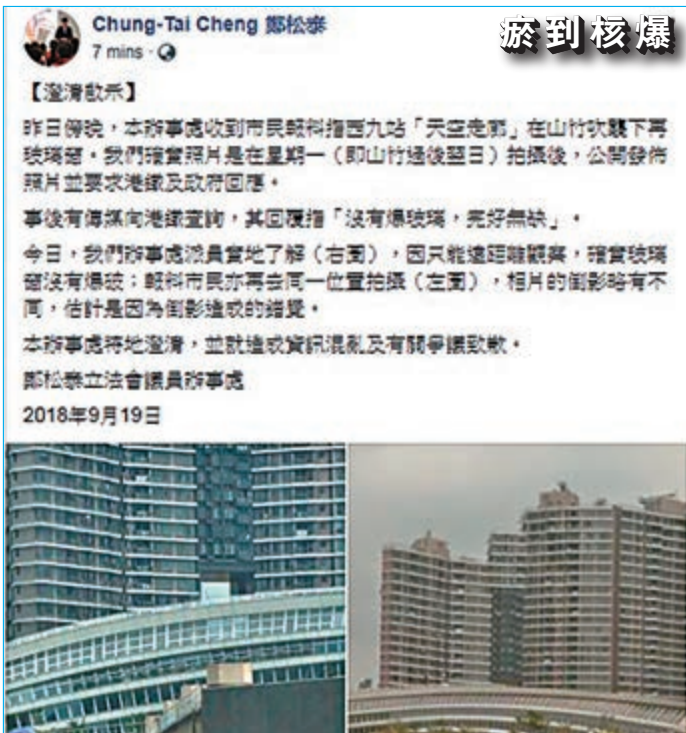 Chung-Tai Cheng 鄭松泰
7 mins ·
瘀到核爆
【澄清啟示】
昨日傍晚，本辦事處收到市民報料指西九站「天空走廊」在山竹吹襲下再
玻璃窗。我們確實照片是在星期一（即山竹過後翌日）拍攝後，公開發佈
照片並要求港鐵及政府回應。
事後有傳媒向港鐵查詢，其回覆指「沒有爆玻璃，完好無缺」。
今日，我們辦事處派員實地了解（右圖），因只能遠距離觀察，確實玻璃
窗沒有爆玻；報料市民亦再去同一位置拍攝（左圖），相片的倒影略有不
同，估計是因為倒影造成的錯覺。
本辦事處特地澄清，並就造成資訊混亂及有關爭議致歉。
鄭松泰立法會議員辦事處
2018年9月19日